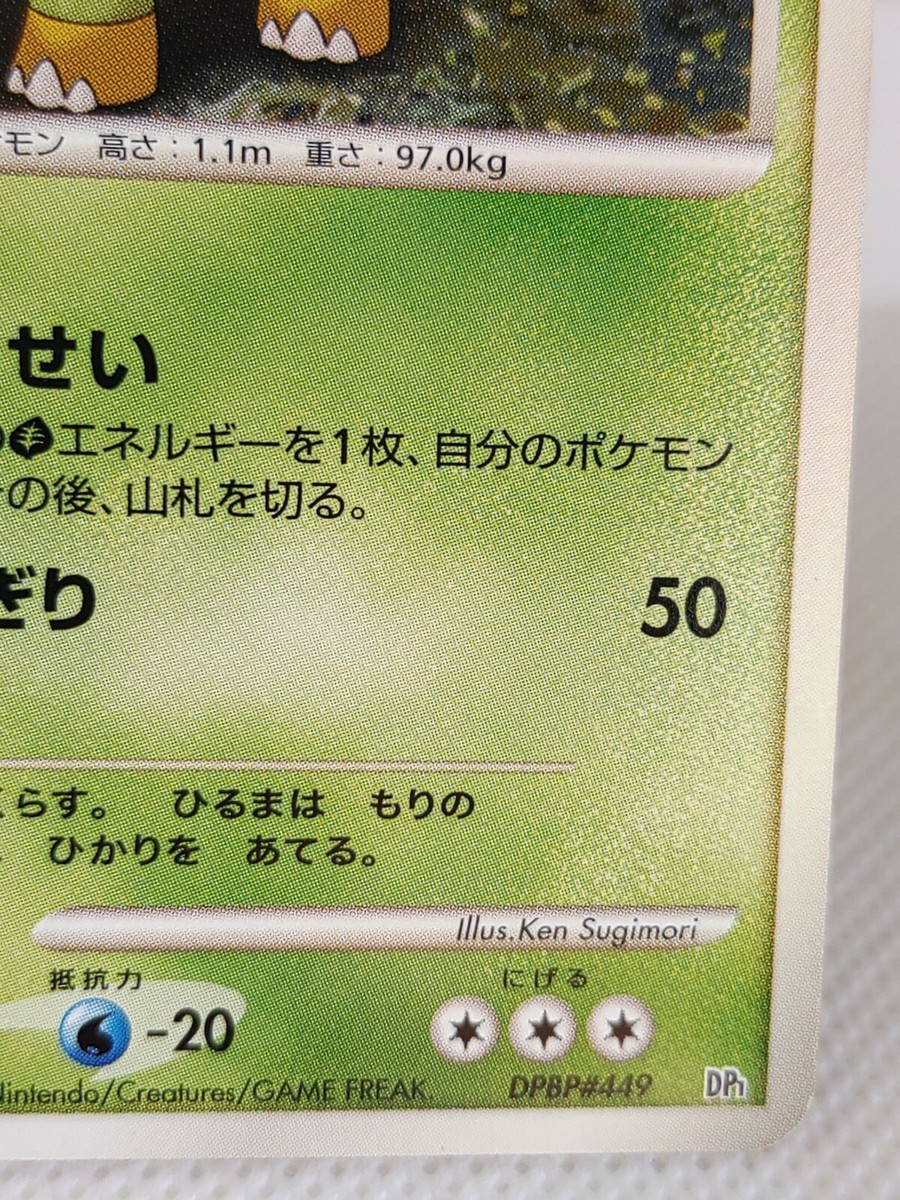 モン 高さ：1.1m 重さ：97.0kg
せい
エネルギーを1枚、自分のポケモン
の後、山札を切る。
ぎり 50
らす。 ひるまは もりの
ひかりを あてる。
Illus.Ken Sugimori
抵抗力 にげる
-20
Nintendo/Creatures/GAME FREAK. DPBP#449 DP1